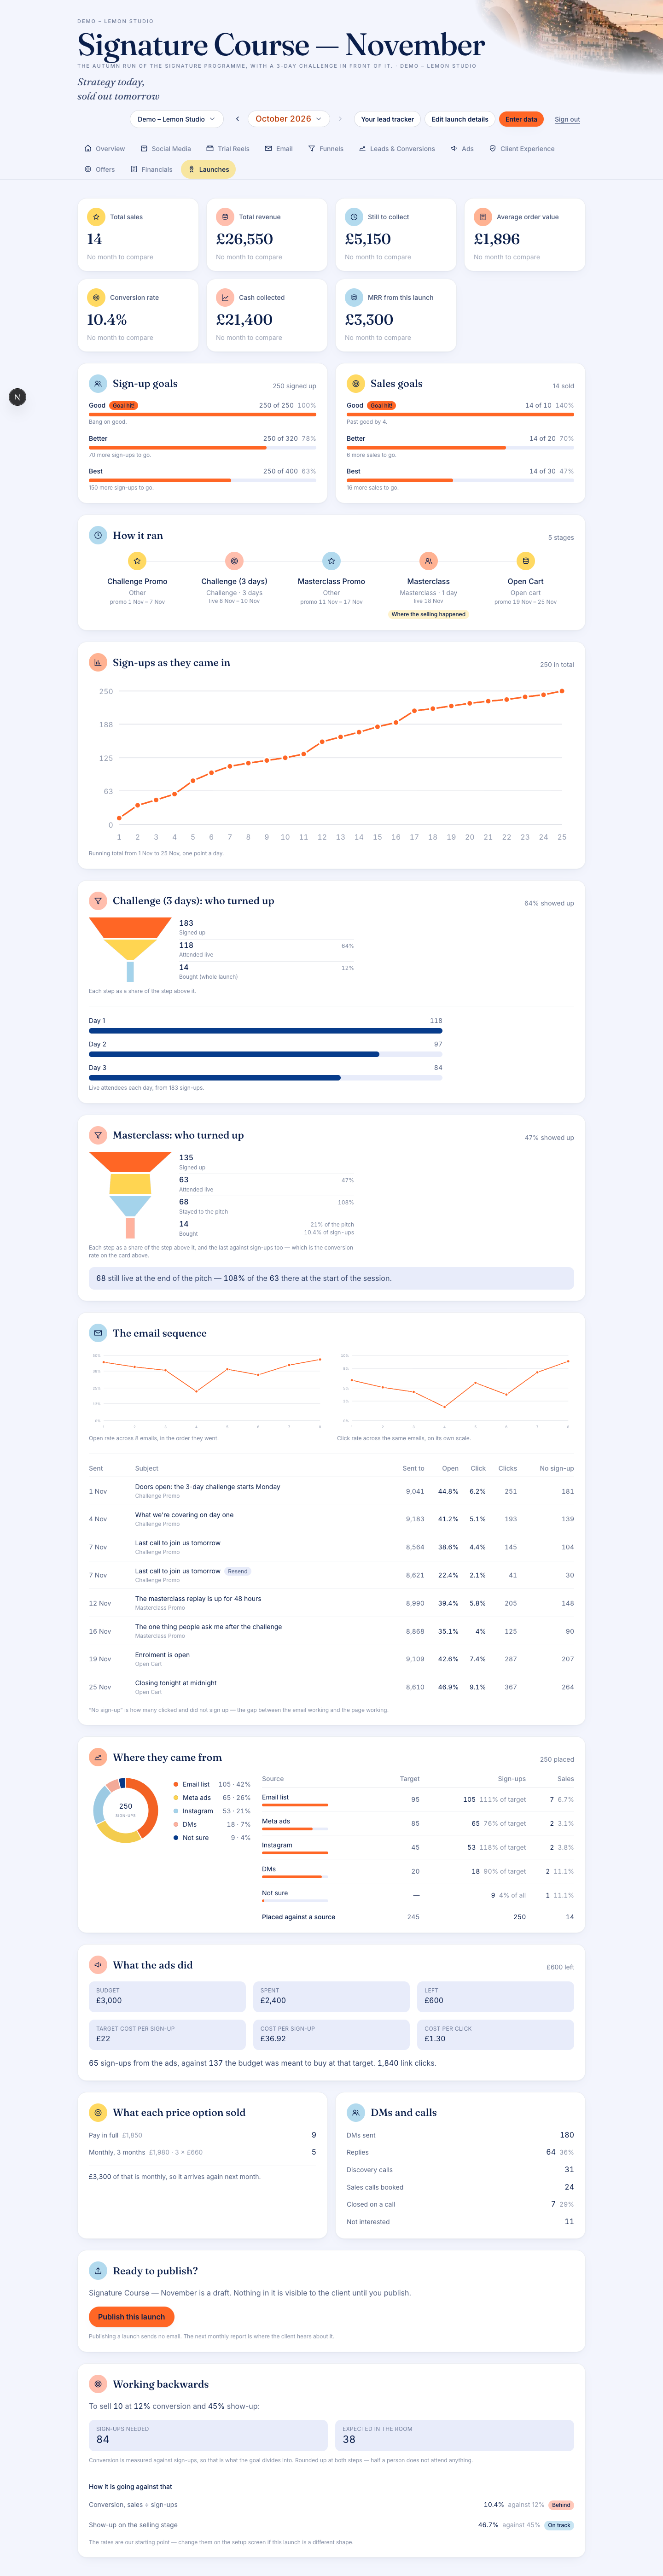 DEMO – LEMON STUDIO
Signature Course — November
THE AUTUMN RUN OF THE SIGNATURE PROGRAMME, WITH A 3-DAY CHALLENGE IN FRONT OF IT. · DEMO – LEMON STUDIO
Strategy today,
sold out tomorrow
Demo – Lemon Studio
October 2026
Your lead tracker
Edit launch details
Enter data
Sign out
Overview
Social Media
Trial Reels
Email
Funnels
Leads & Conversions
Ads
Client Experience
Offers
Financials
Launches
Total sales
14
No month to compare
Total revenue
£26,550
No month to compare
Still to collect
£5,150
No month to compare
Average order value
£1,896
No month to compare
Conversion rate
10.4%
No month to compare
Cash collected
£21,400
No month to compare
MRR from this launch
£3,300
No month to compare
Sign-up goals
250 signed up
Good Goal hit! 250 of 250 100%
Bang on good.
Better 250 of 320 78%
70 more sign-ups to go.
Best 250 of 400 63%
150 more sign-ups to go.
Sales goals
14 sold
Good Goal hit! 14 of 10 140%
Past good by 4.
Better 14 of 20 70%
6 more sales to go.
Best 14 of 30 47%
16 more sales to go.
How it ran
5 stages
Challenge Promo
Other
promo 1 Nov – 7 Nov
Challenge (3 days)
Challenge · 3 days
live 8 Nov – 10 Nov
Masterclass Promo
Other
promo 11 Nov – 17 Nov
Masterclass
Masterclass · 1 day
live 18 Nov
Where the selling happened
Open Cart
Open cart
promo 19 Nov – 25 Nov
Sign-ups as they came in
250 in total
250
188
125
63
0
1 2 3 4 5 6 7 8 9 10 11 12 13 14 15 16 17 18 19 20 21 22 23 24 25
Running total from 1 Nov to 25 Nov, one point a day.
Challenge (3 days): who turned up
64% showed up
183
Signed up
118 64%
Attended live
14 12%
Bought (whole launch)
Each step as a share of the step above it.
Day 1 118
Day 2 97
Day 3 84
Live attendees each day, from 183 sign-ups.
Masterclass: who turned up
47% showed up
135
Signed up
63 47%
Attended live
68 108%
Stayed to the pitch
14 21% of the pitch
Bought 10.4% of sign-ups
Each step as a share of the step above it, and the last against sign-ups too — which is the conversion
rate on the card above.
68 still live at the end of the pitch — 108% of the 63 there at the start of the session.
The email sequence
1 2 3 4 5 6 7 8
Open rate across 8 emails, in the order they went.
1 2 3 4 5 6 7 8
Click rate across the same emails, on its own scale.
Sent Subject Sent to Open Click Clicks No sign-up
1 Nov Doors open: the 3-day challenge starts Monday 9,041 44.8% 6.2% 251 181
Challenge Promo
4 Nov What we're covering on day one 9,183 41.2% 5.1% 193 139
Challenge Promo
7 Nov Last call to join us tomorrow 8,564 38.6% 4.4% 145 104
Challenge Promo
7 Nov Last call to join us tomorrow Resend 8,621 22.4% 2.1% 41 30
Challenge Promo
12 Nov The masterclass replay is up for 48 hours 8,990 39.4% 5.8% 205 148
Masterclass Promo
16 Nov The one thing people ask me after the challenge 8,868 35.1% 4% 125 90
Masterclass Promo
19 Nov Enrolment is open 9,109 42.6% 7.4% 287 207
Open Cart
25 Nov Closing tonight at midnight 8,610 46.9% 9.1% 367 264
Open Cart
"No sign-up" is how many clicked and did not sign up — the gap between the email working and the page working.
Where they came from
250 placed
250
SIGN-UPS
Email list 105 · 42%
Meta ads 65 · 26%
Instagram 53 · 21%
DMs 18 · 7%
Not sure 9 · 4%
Source Target Sign-ups Sales
Email list 95 105 111% of target 7 6.7%
Meta ads 85 65 76% of target 2 3.1%
Instagram 45 53 118% of target 2 3.8%
DMs 20 18 90% of target 2 11.1%
Not sure — 9 4% of all 1 11.1%
Placed against a source 245 250 14
What the ads did
£600 left
BUDGET
£3,000
SPENT
£2,400
LEFT
£600
TARGET COST PER SIGN-UP
£22
COST PER SIGN-UP
£36.92
COST PER CLICK
£1.30
65 sign-ups from the ads, against 137 the budget was meant to buy at that target. 1,840 link clicks.
What each price option sold
Pay in full £1,850 9
Monthly, 3 months £1,980 · 3 × £660 5
£3,300 of that is monthly, so it arrives again next month.
DMs and calls
DMs sent 180
Replies 64 36%
Discovery calls 31
Sales calls booked 24
Closed on a call 7 29%
Not interested 11
Ready to publish?
Signature Course — November is a draft. Nothing in it is visible to the client until you publish.
Publish this launch
Publishing a launch sends no email. The next monthly report is where the client hears about it.
Working backwards
To sell 10 at 12% conversion and 45% show-up:
SIGN-UPS NEEDED
84
EXPECTED IN THE ROOM
38
Conversion is measured against sign-ups, so that is what the goal divides into. Rounded up at both steps — half a person does not attend anything.
How it is going against that
Conversion, sales ÷ sign-ups 10.4% against 12% Behind
Show-up on the selling stage 46.7% against 45% On track
The rates are our starting point — change them on the setup screen if this launch is a different shape.